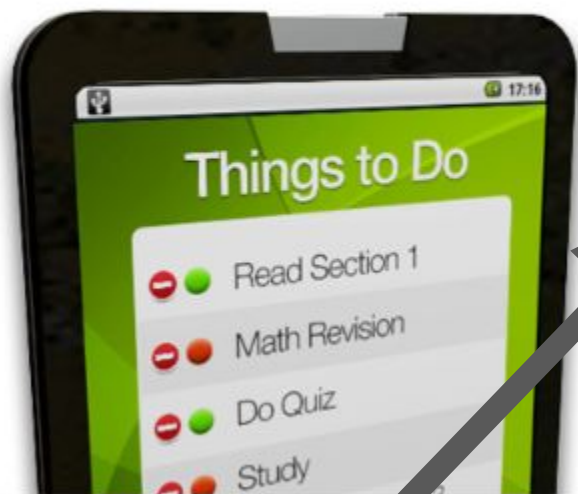 17:16
Things to Do
Read Section 1
Math Revision
Do Quiz
Study